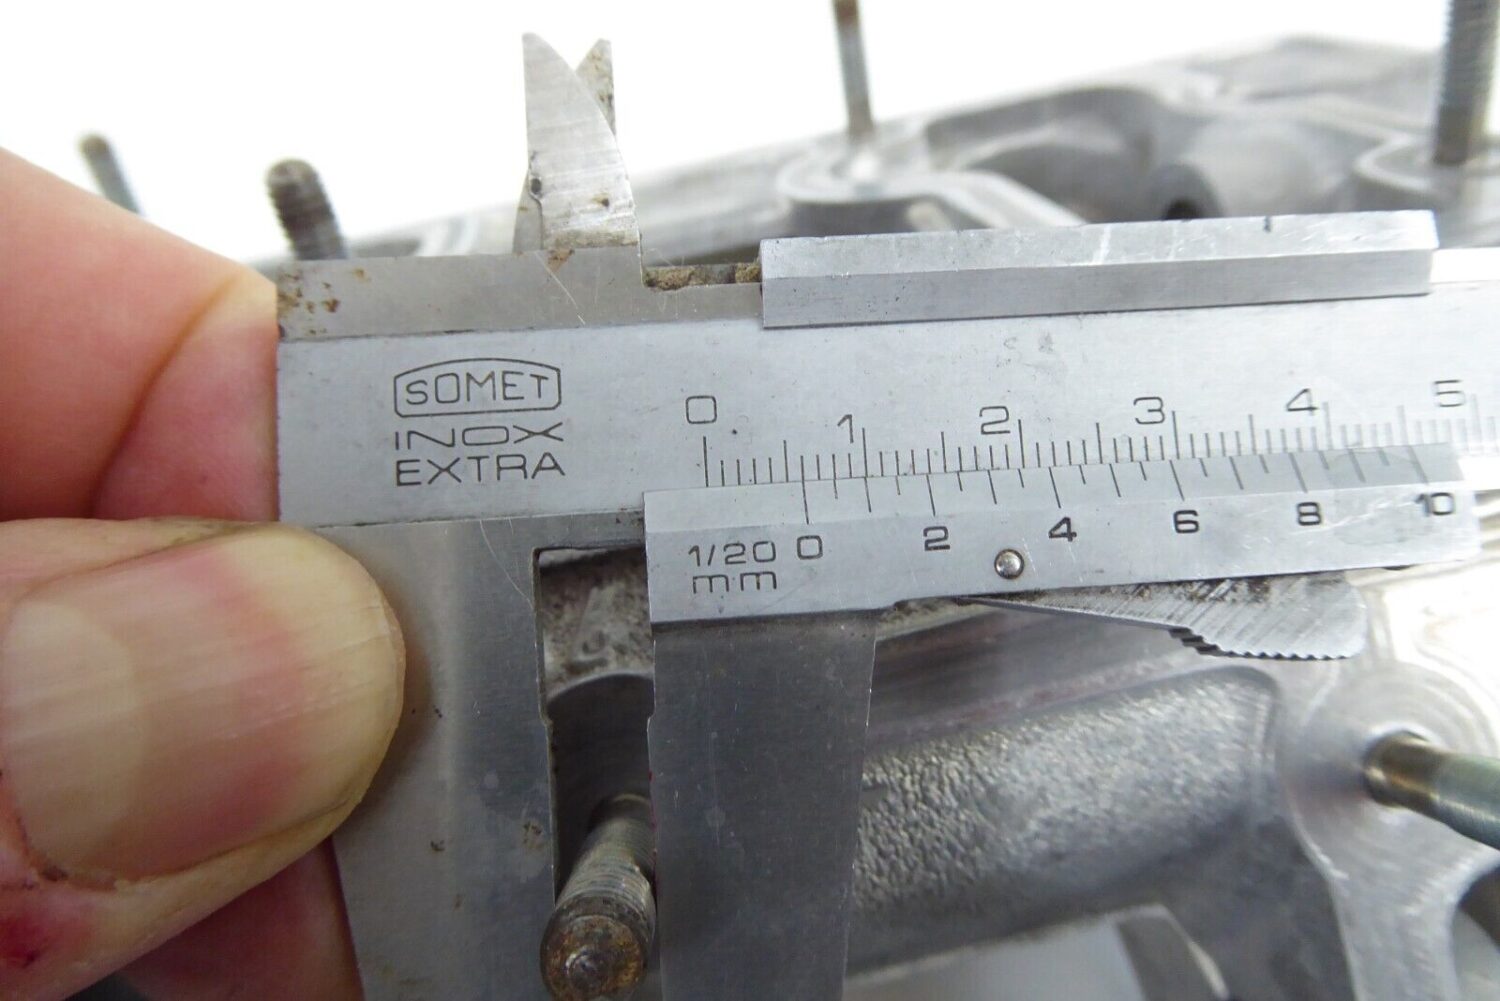 SOMET
INOX
EXTRA
0 1 2 3 4 5
1/20 0 2 4 6 8 10
mm